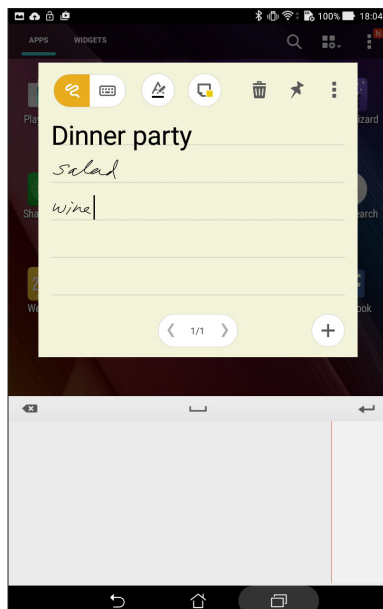 100% 18:04
APPS WIDGETS
N
Dinner party
salad
wine
1/1